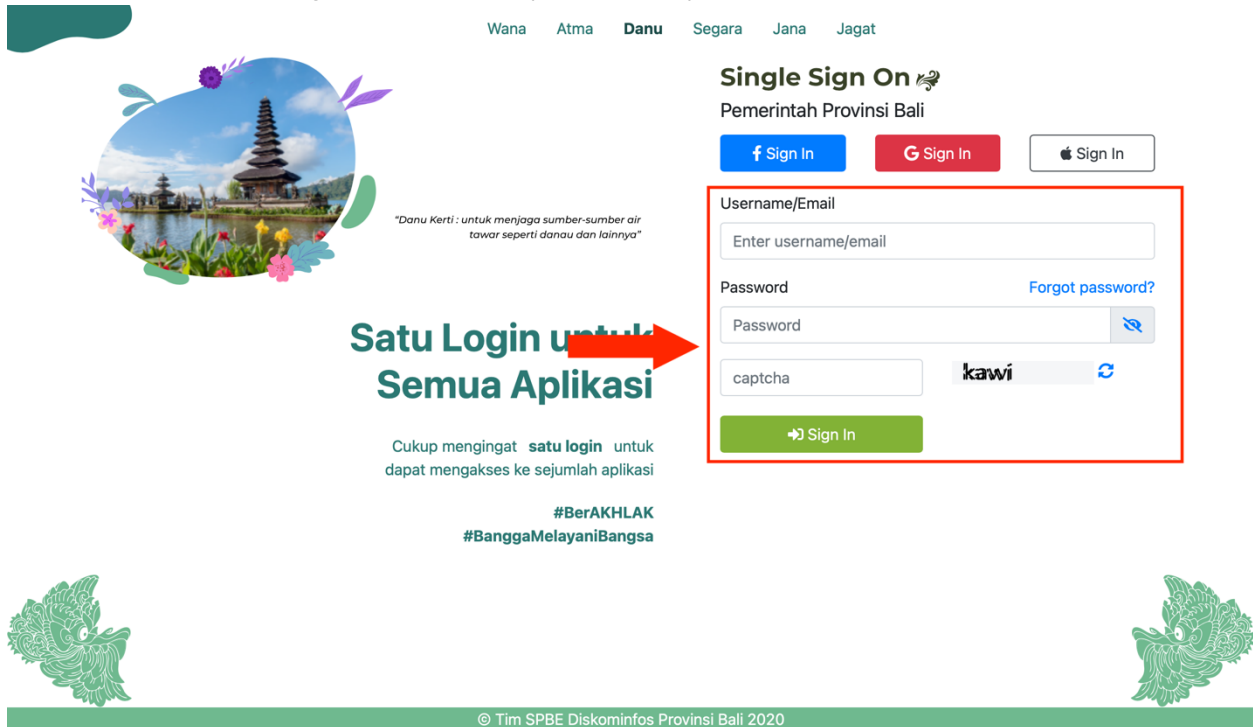 Wana Atma Danu Segara Jana Jagat
Single Sign On
Pemerintah Provinsi Bali
Sign In
G Sign In
Sign In
"Danu Kerti : untuk menjaga sumber-sumber air
tawar seperti danau dan lainnya"
Satu Login untuk
Semua Aplikasi
Cukup mengingat satu login untuk
dapat mengakses ke sejumlah aplikasi
#BerAKHLAK
#BanggaMelayaniBangsa
Username/Email
Enter username/email
Password Forgot password?
Password
captcha kawi
Sign In
© Tim SPBE Diskominfos Provinsi Bali 2020